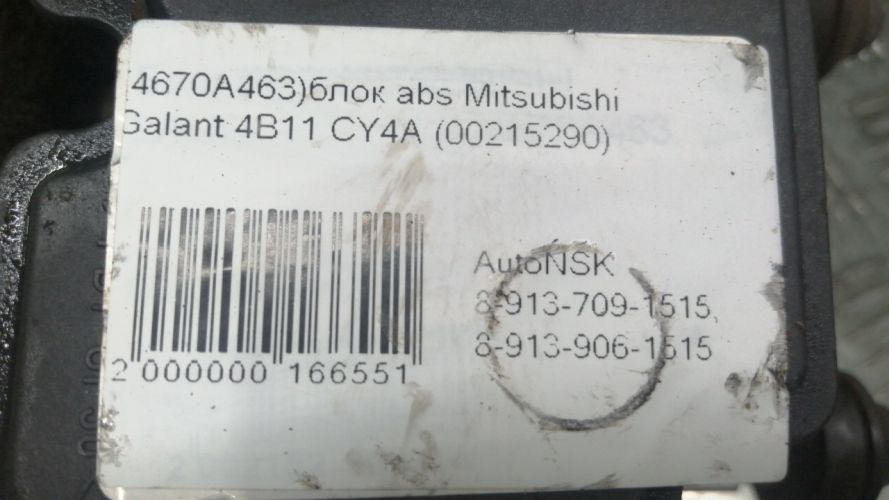 (4670A463)блок abs Mitsubishi
Galant 4B11 CY4A (00215290)
AutoNSK
8-913-709-1515,
8-913-906-1515
2 000000 166551